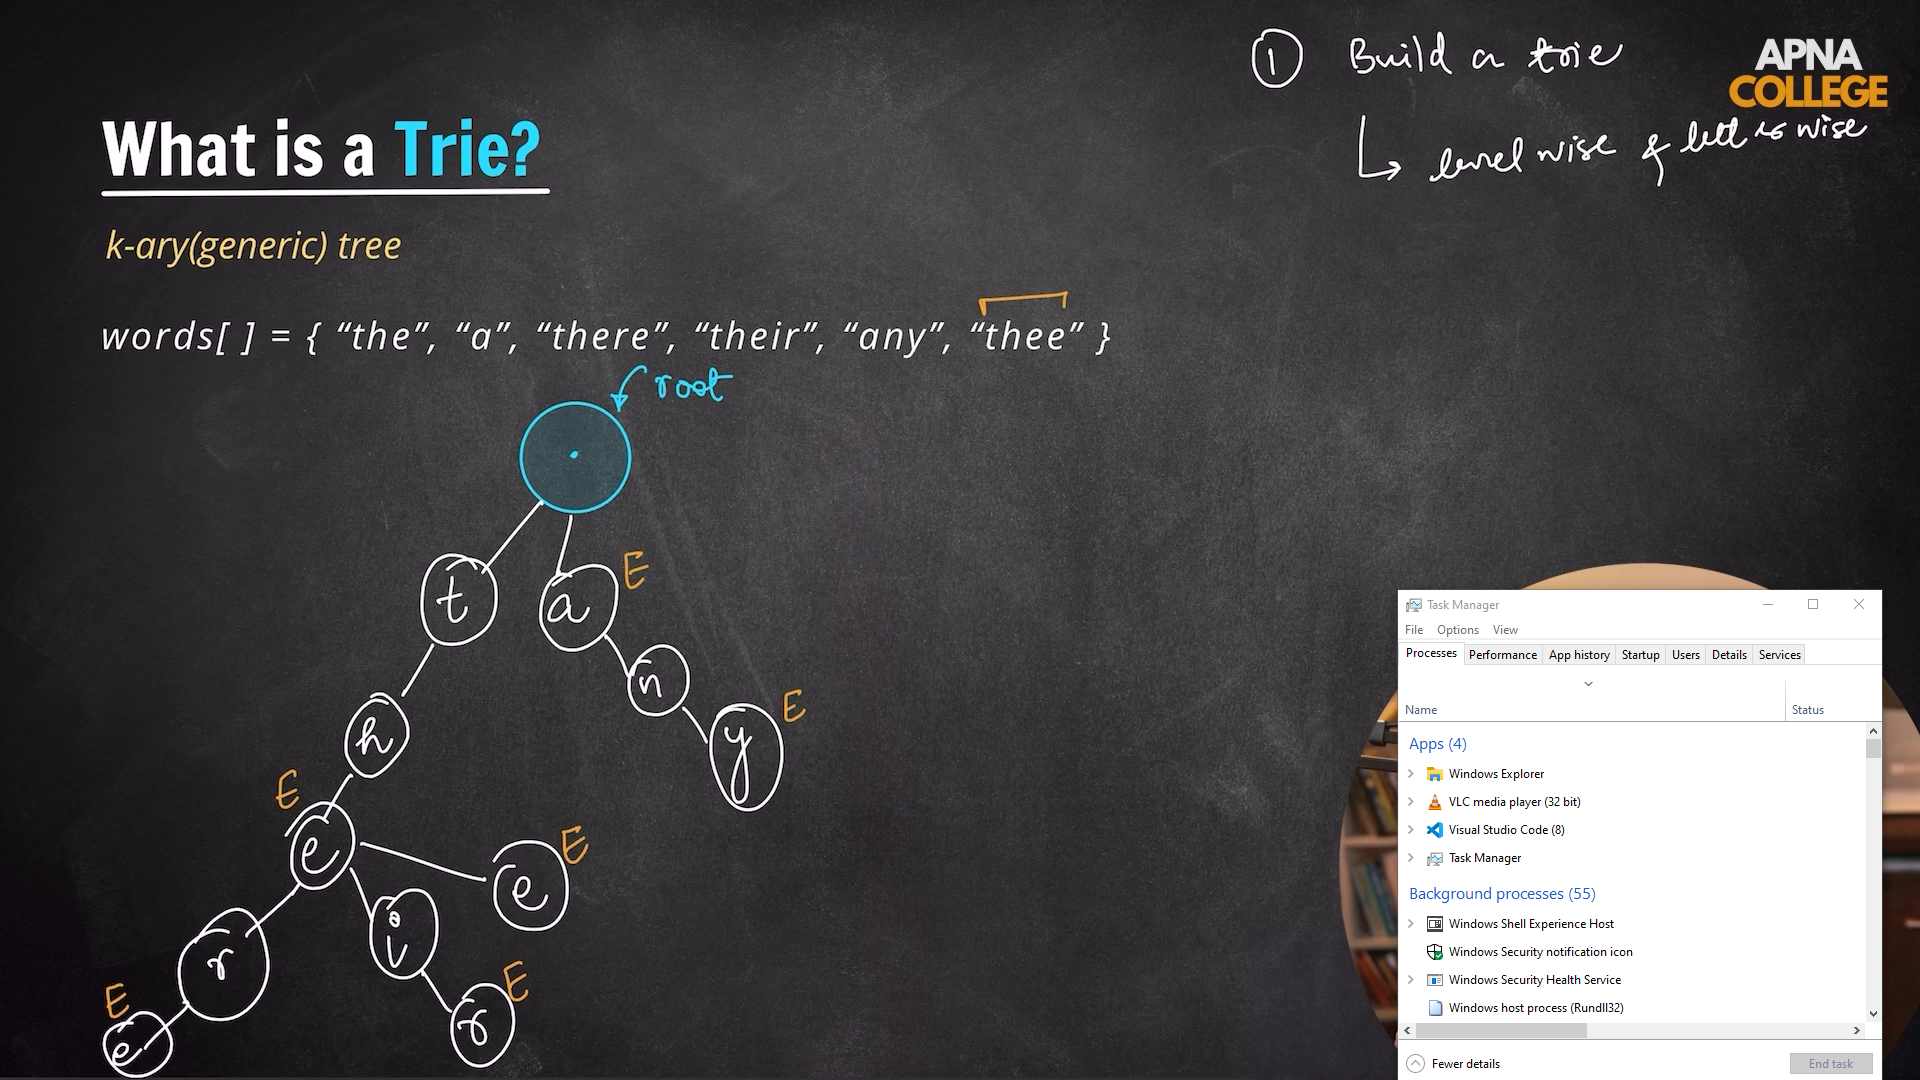 ① Build a trie
APNA
COLLEGE
What is a Trie?
↳ level wise &
wise
k-ary(generic) tree
words[ ] = { “the”, “a”, “there”, “their”, “any”, “thee” }
root
t
a
E
n
h
y
E
E
e
e
E
r
i
E
e
r
E
Task Manager
File Options View
Processes Performance App history Startup Users Details Services
Name Status
Apps (4)
Windows Explorer
VLC media player (32 bit)
Visual Studio Code (8)
Task Manager
Background processes (55)
Windows Shell Experience Host
Windows Security notification icon
Windows Security Health Service
Windows host process (Rundll32)
Fewer details
End task